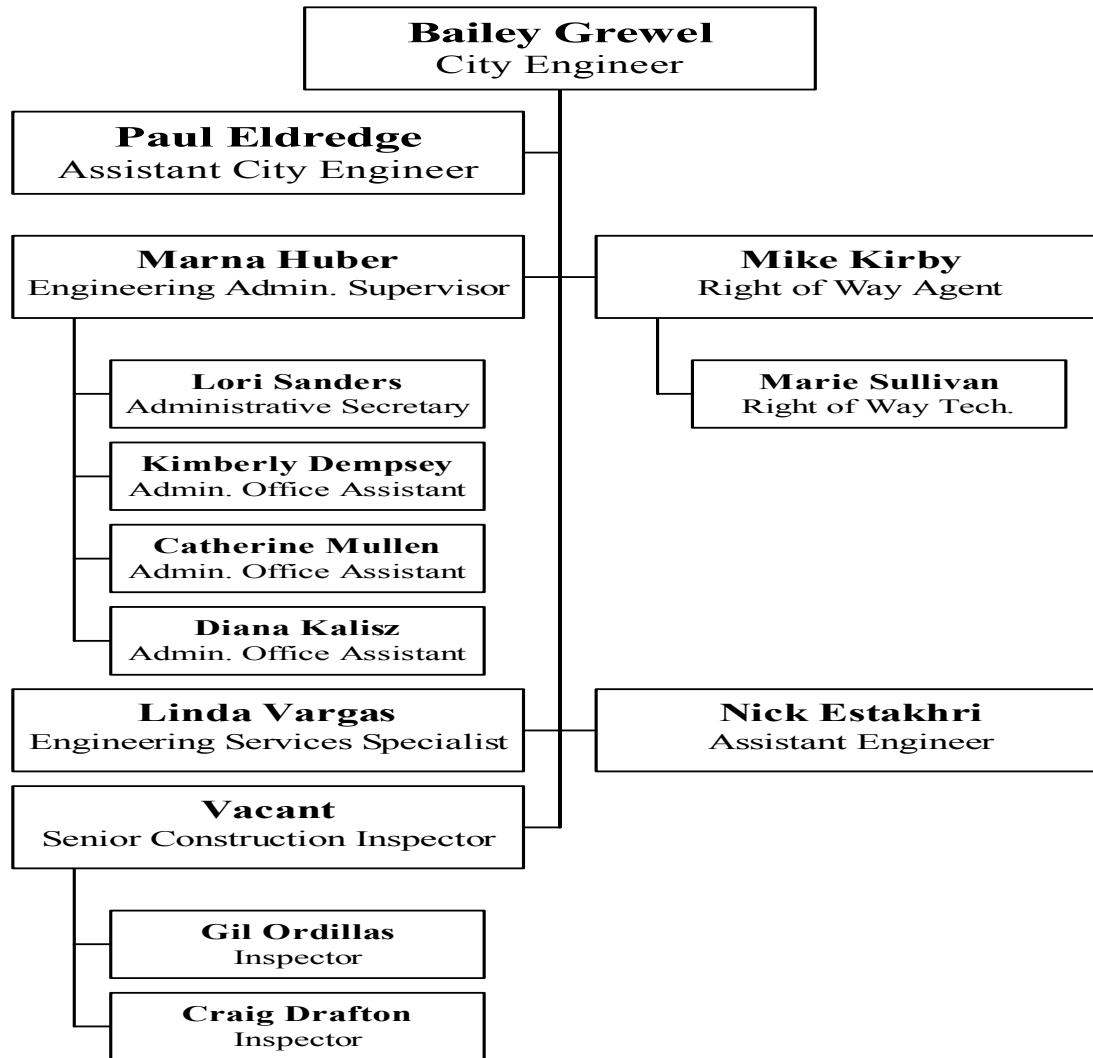 Bailey Grewel
City Engineer
Paul Eldredge
Assistant City Engineer
Marna Huber
Engineering Admin. Supervisor
Mike Kirby
Right of Way Agent
Lori Sanders
Administrative Secretary
Marie Sullivan
Right of Way Tech.
Kimberly Dempsey
Admin. Office Assistant
Catherine Mullen
Admin. Office Assistant
Diana Kalisz
Admin. Office Assistant
Linda Vargas
Engineering Services Specialist
Nick Estakhri
Assistant Engineer
Vacant
Senior Construction Inspector
Gil Ordillas
Inspector
Craig Drafton
Inspector